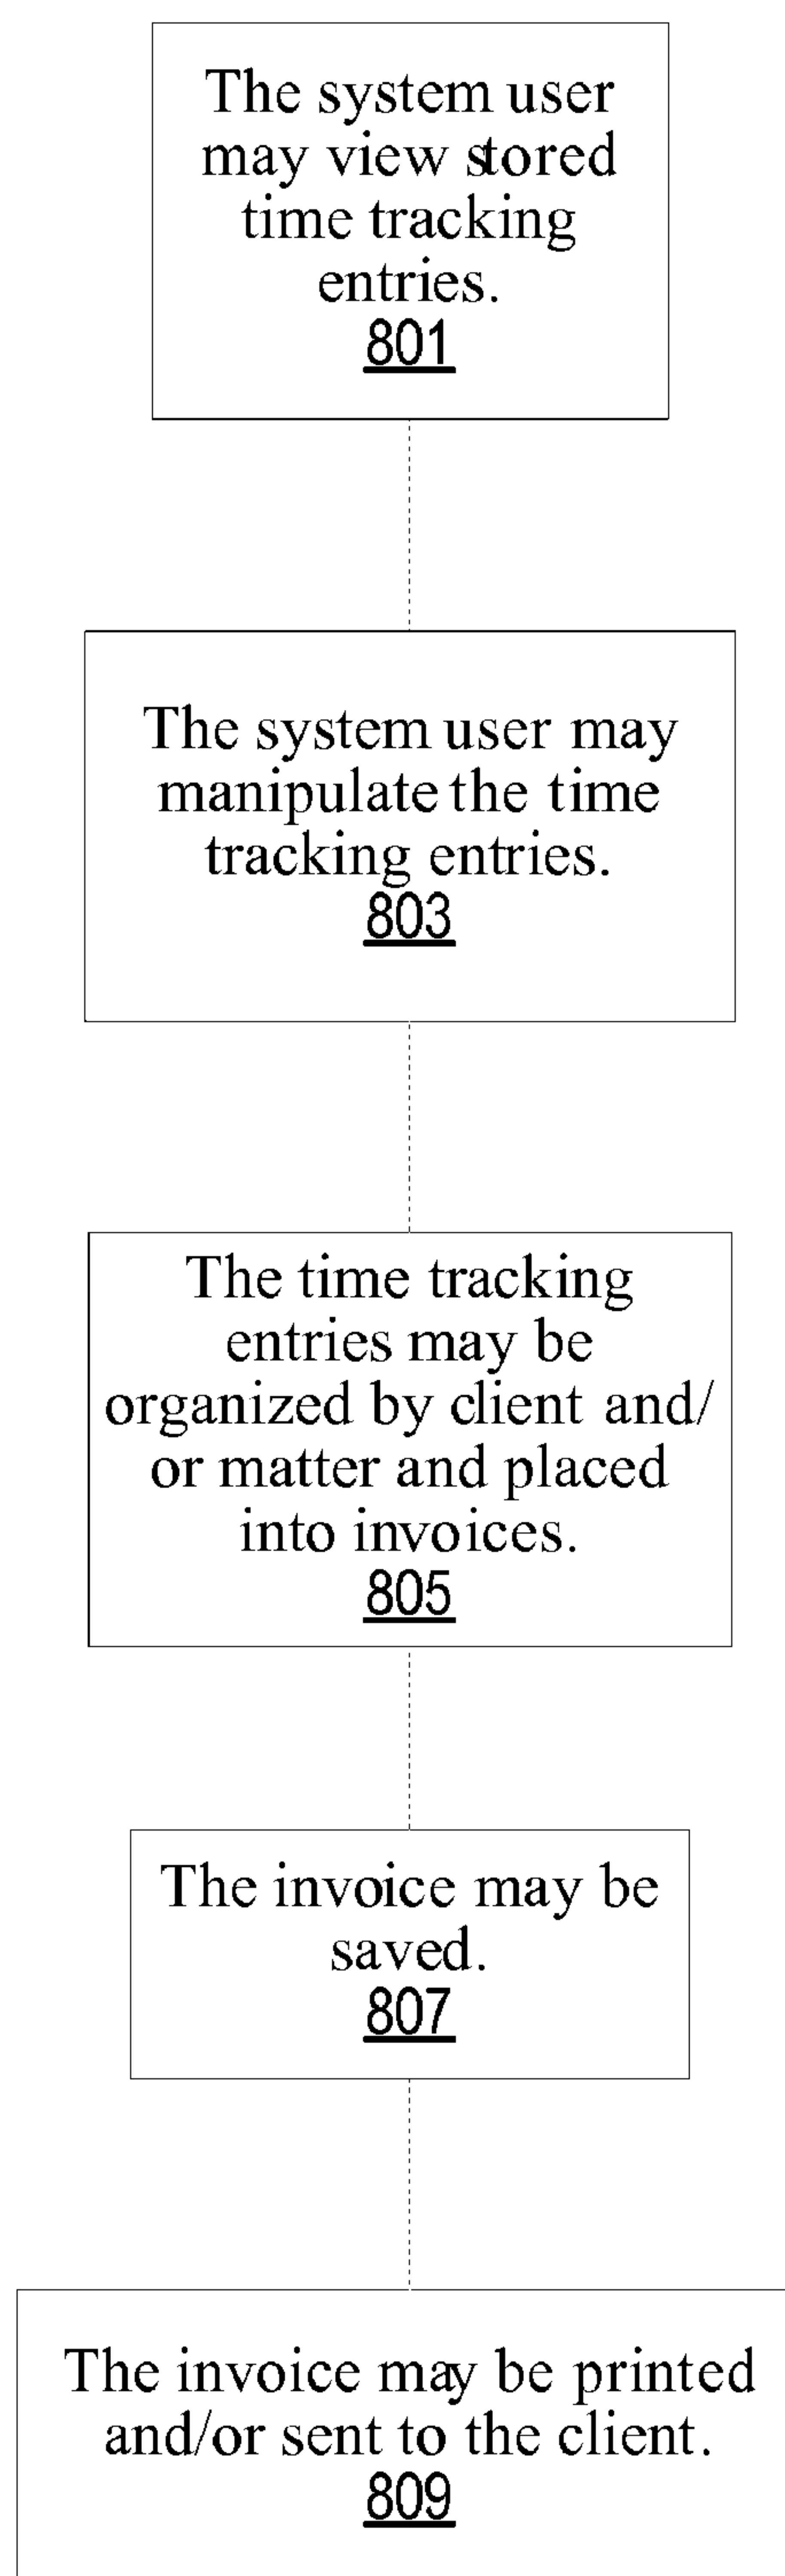 The system user
may view stored
time tracking
entries.
801
The system user may
manipulate the time
tracking entries.
803
The time tracking
entries may be
organized by client and/
or matter and placed
into invoices.
805
The invoice may be
saved.
807
The invoice may be printed
and/or sent to the client.
809